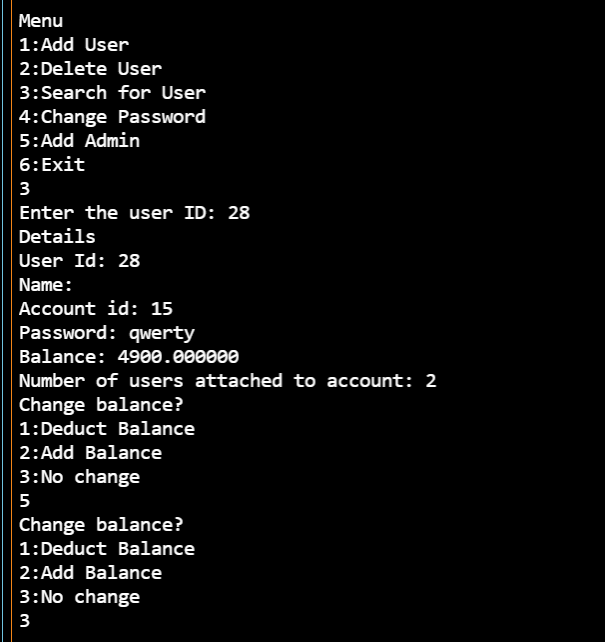 Menu
1:Add User
2:Delete User
3:Search for User
4:Change Password
5:Add Admin
6:Exit
3
Enter the user ID: 28
Details
User Id: 28
Name:
Account id: 15
Password: qwerty
Balance: 4900.000000
Number of users attached to account: 2
Change balance?
1:Deduct Balance
2:Add Balance
3:No change
5
Change balance?
1:Deduct Balance
2:Add Balance
3:No change
3